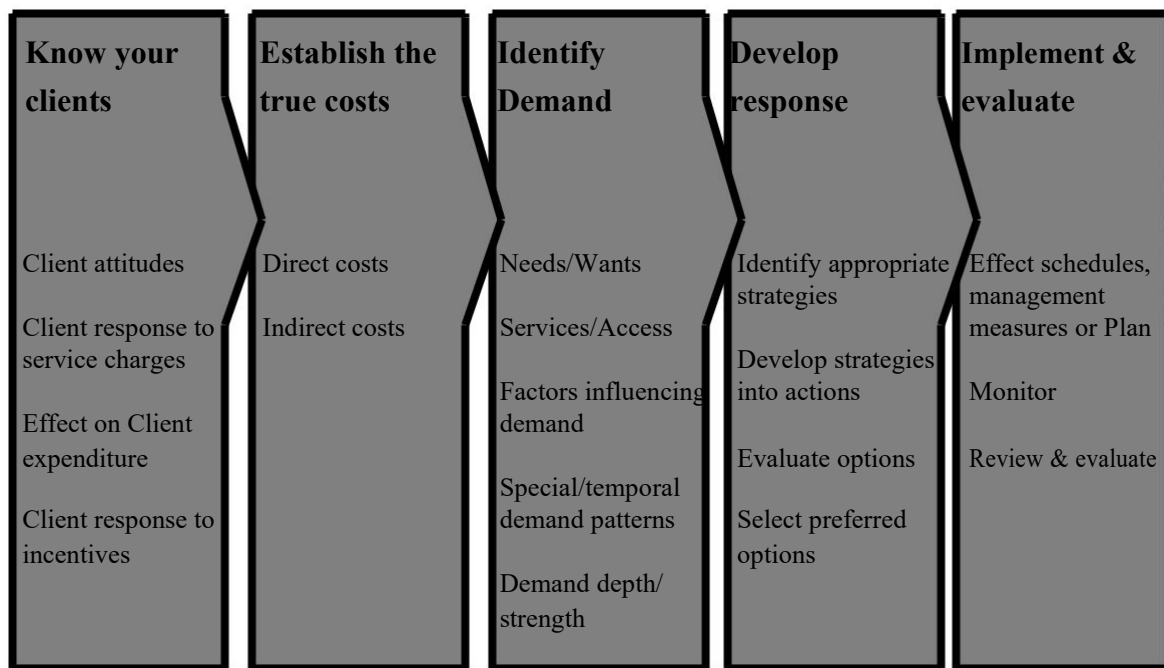 Know your
clients
Client attitudes
Client response to
service charges
Effect on Client
expenditure
Client response to
incentives
Establish the
true costs
Direct costs
Indirect costs
Identify
Demand
Needs/Wants
Services/Access
Factors influencing
demand
Special/temporal
demand patterns
Demand depth/
strength
Develop
response
Identify appropriate
strategies
Develop strategies
into actions
Evaluate options
Select preferred
options
Implement &
evaluate
Effect schedules,
management
measures or Plan
Monitor
Review & evaluate